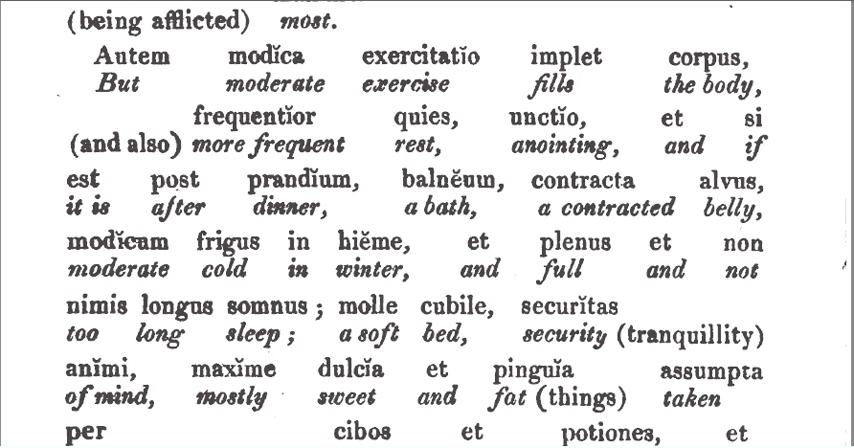 (being afflicted) most.
Autem modĭca exercitatĭo implet corpus,
But moderate exercise fills the body,
frequentĭor quies, unctĭo, et si
(and also) more frequent rest, anointing, and if
est post prandĭum, balnĕum, contracta alvus,
it is after dinner, a bath, a contracted belly,
modĭcum frigus in hiĕme, et plenus et non
moderate cold in winter, and full and not
nimis longus somnus; molle cubile, securĭtas
too long sleep; a soft bed, security (tranquillity)
anĭmi, maxĭme dulcĭa et pinguĭa assumpta
of mind, mostly sweet and fat (things) taken
per cibos et potiones, et